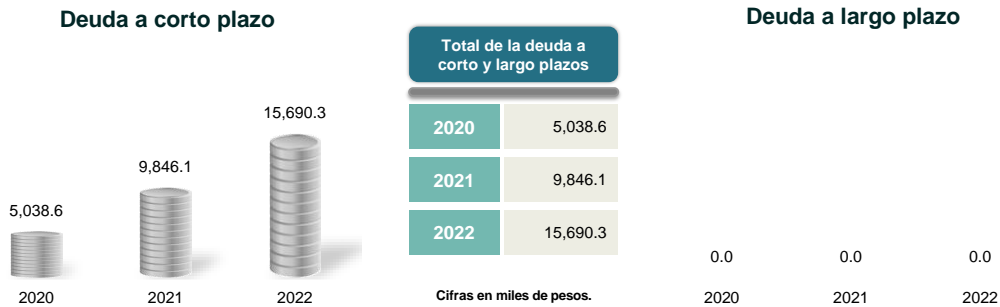 Deuda a corto plazo
15,690.3
9,846.1
5,038.6
2020 2021 2022
Total de la deuda a
corto y largo plazos
2020 5,038.6
2021 9,846.1
2022 15,690.3
Cifras en miles de pesos.
Deuda a largo plazo
0.0 0.0 0.0
2020 2021 2022